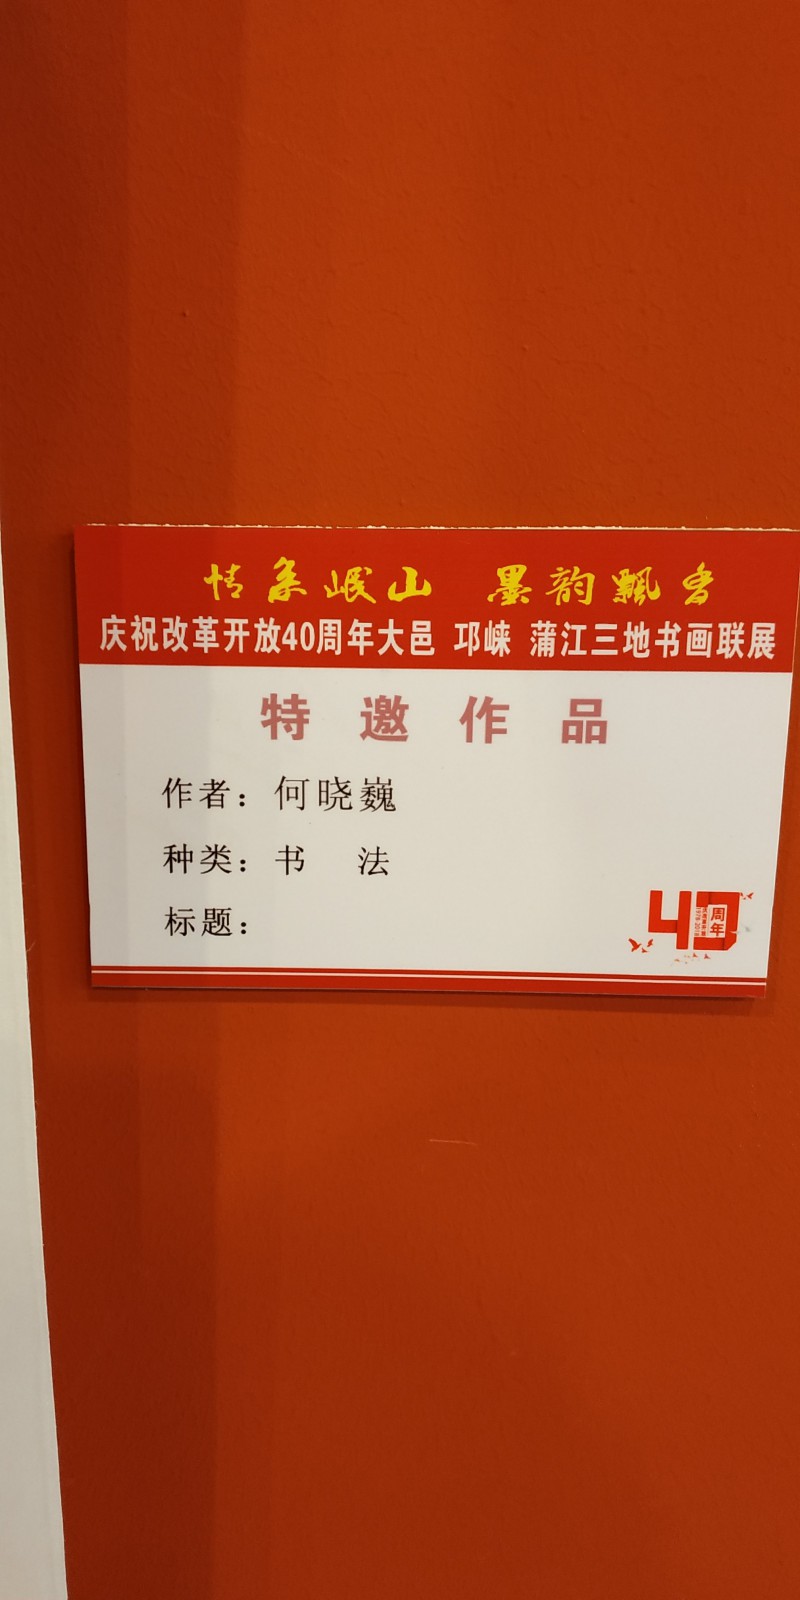 情系岷山 墨韵飘香
庆祝改革开放40周年大邑 邛崃 蒲江三地书画联展
特邀作品
作者：何晓巍
种类：书 法
标题：
40周年